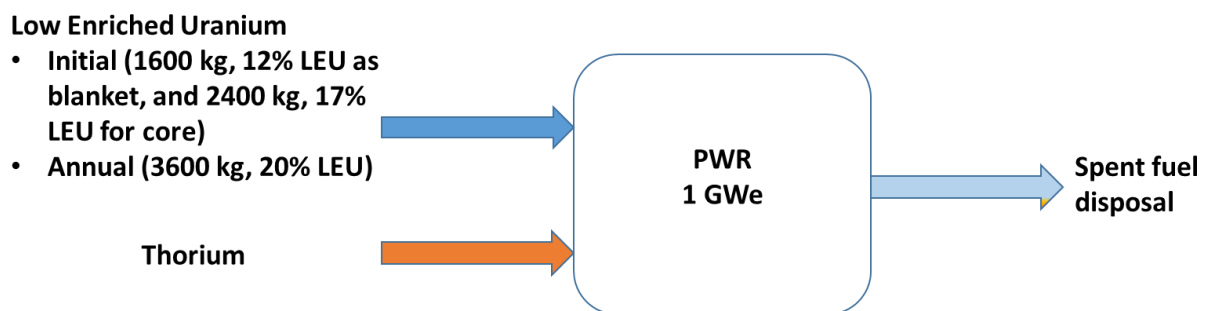 Low Enriched Uranium
• Initial (1600 kg, 12% LEU as
blanket, and 2400 kg, 17%
LEU for core)
• Annual (3600 kg, 20% LEU)
Thorium
PWR
1 GWe
Spent fuel
disposal